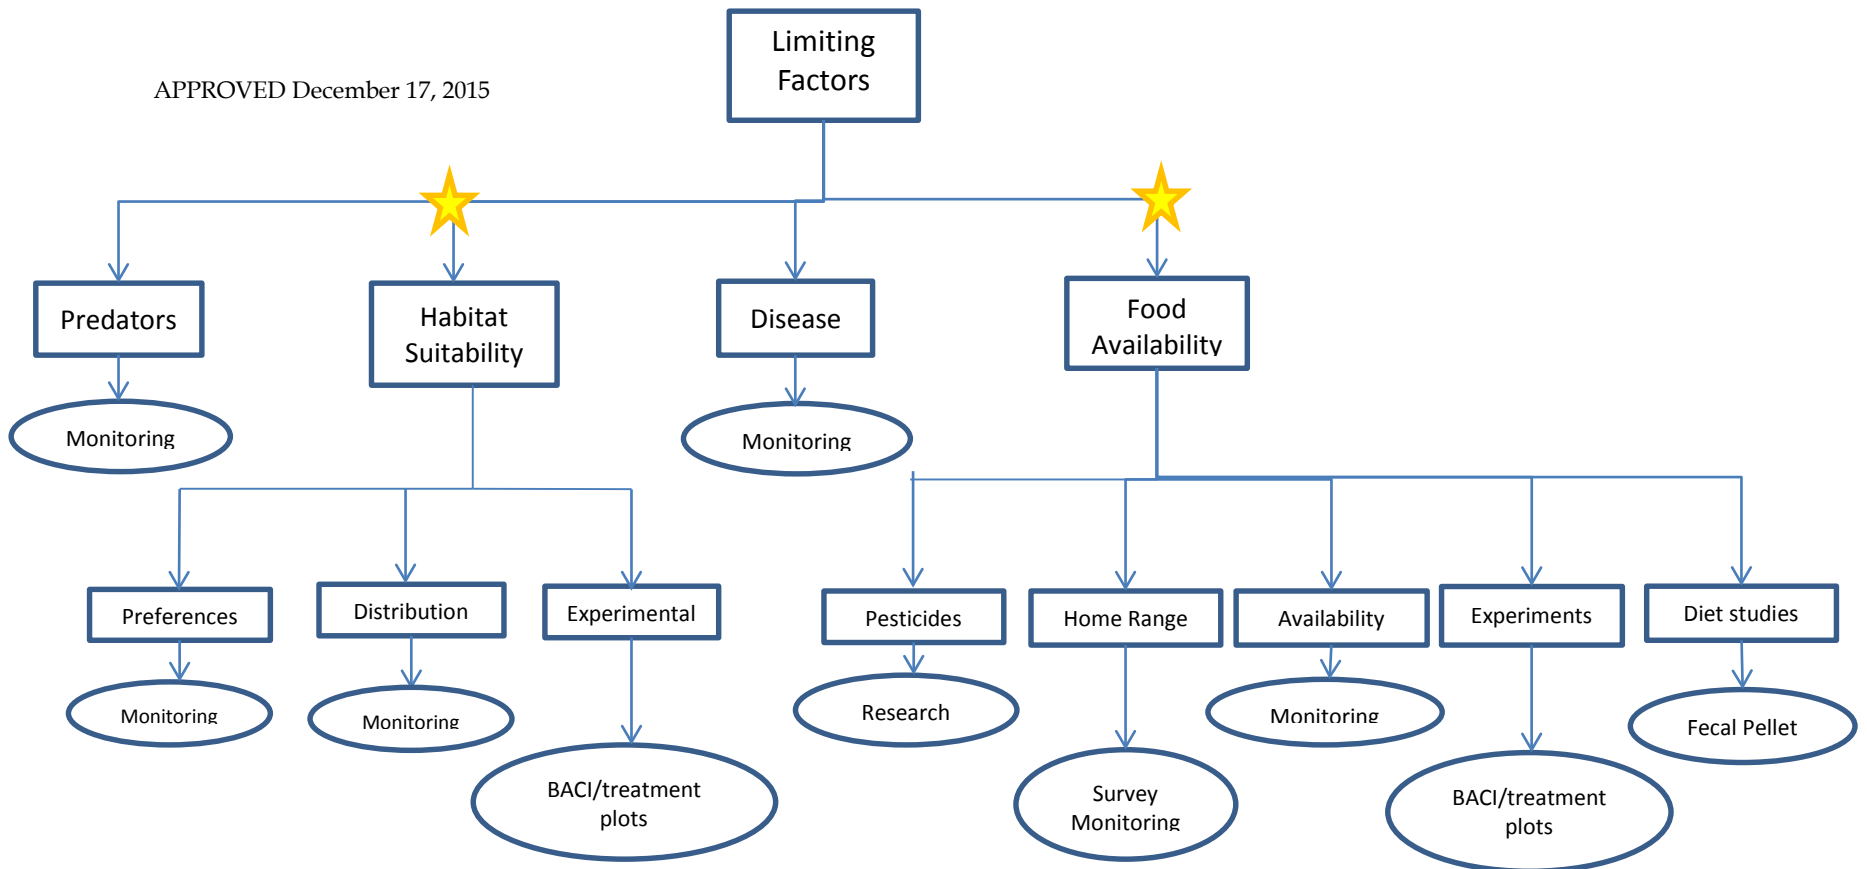 Limiting
Factors
APPROVED December 17, 2015
Predators
Habitat
Suitability
Disease
Food
Availability
Monitoring
Monitoring
Preferences
Distribution
Experimental
Pesticides
Home Range
Availability
Experiments
Diet studies
Monitoring
Monitoring
BACI/treatment
plots
Research
Survey
Monitoring
Monitoring
BACI/treatment
plots
Fecal Pellet